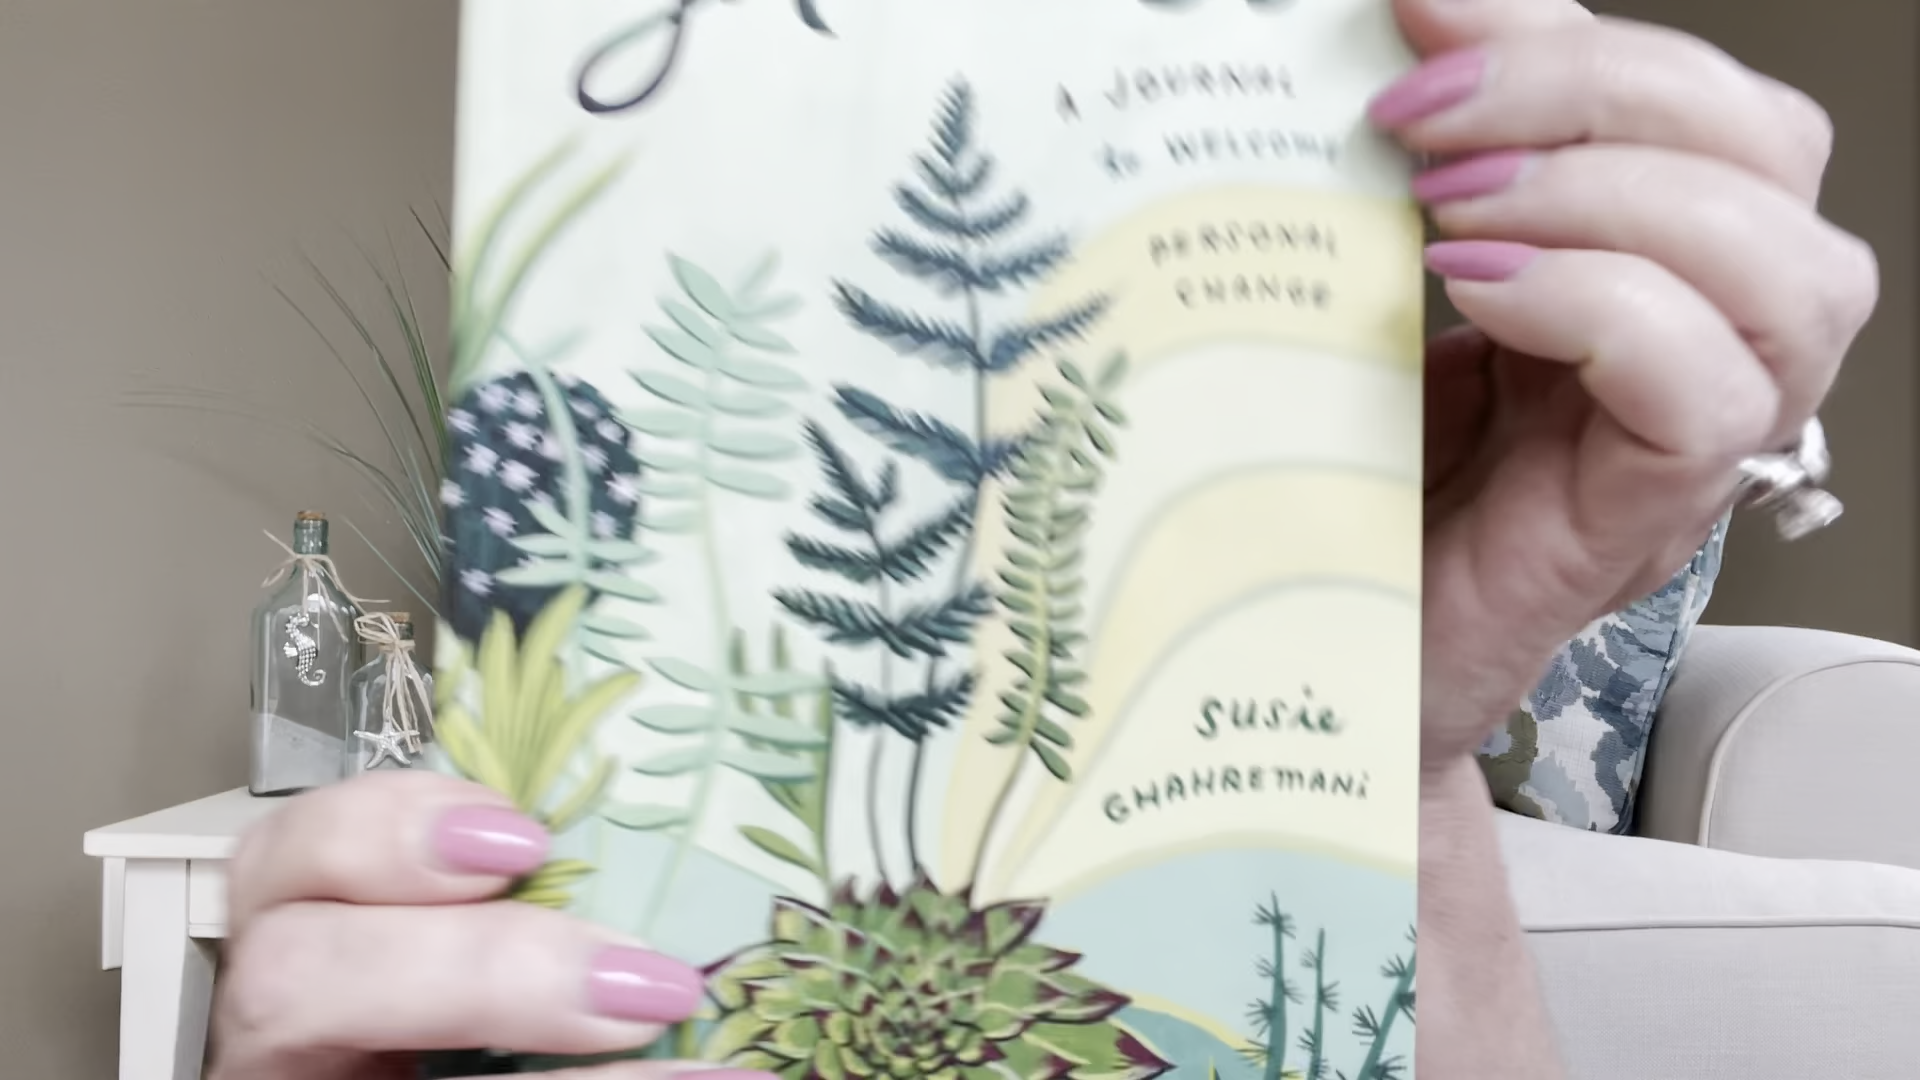 A JOURNAL
to WELCOME
PERSONAL
CHANGE
susie
GHAHREMANI